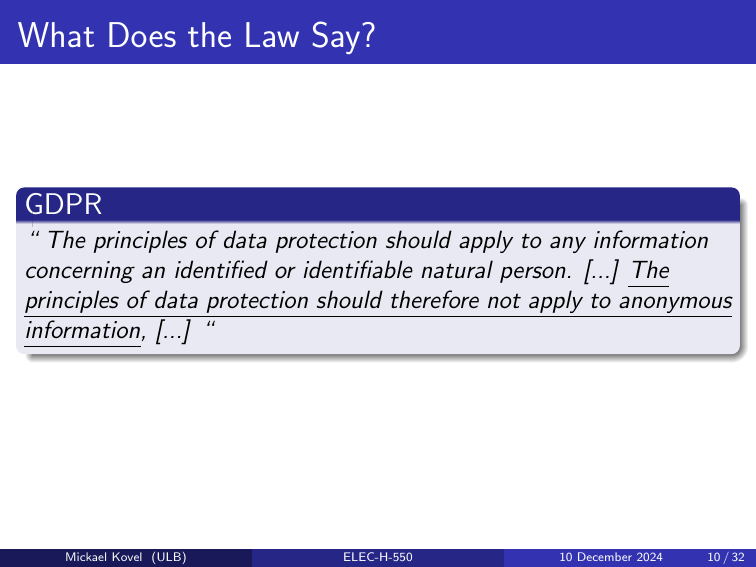 What Does the Law Say?
GDPR
“ The principles of data protection should apply to any information
concerning an identified or identifiable natural person. [...] The
principles of data protection should therefore not apply to anonymous
information, [...] “
Mickael Kovel (ULB) ELEC-H-550 10 December 2024 10 / 32